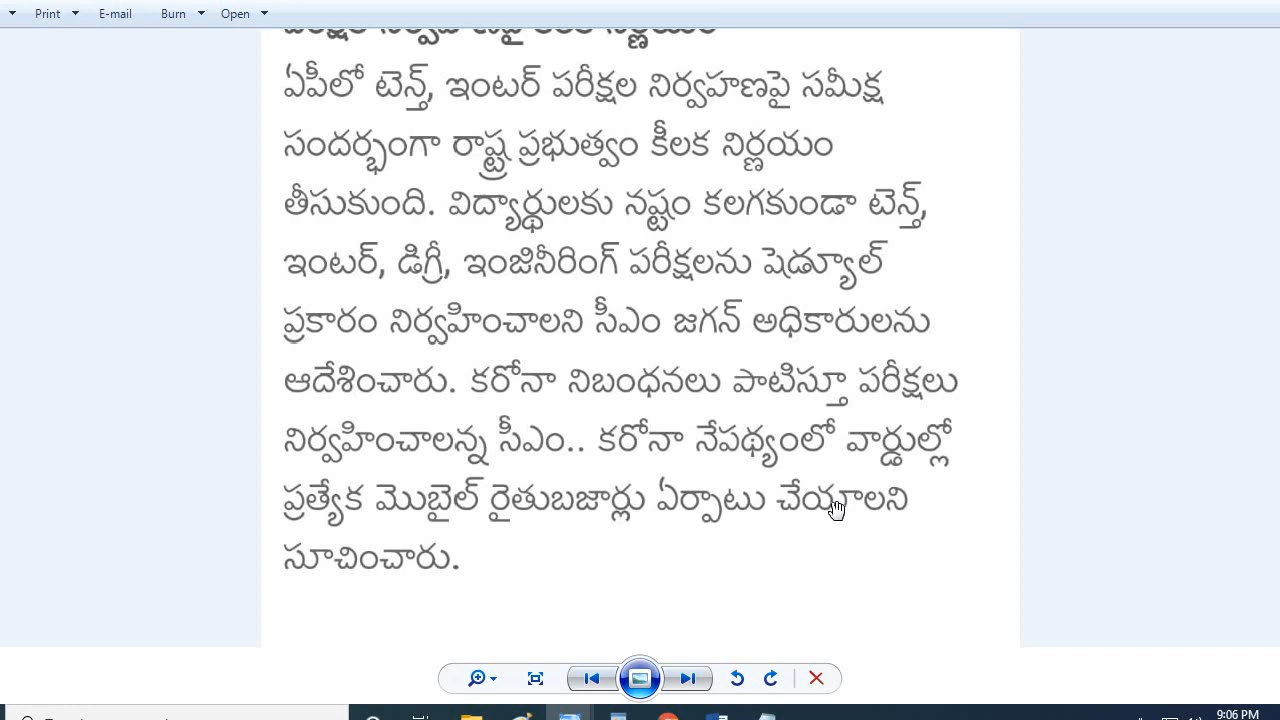 Print E-mail Burn Open
ఏపీలో టెన్త్, ఇంటర్ పరీక్షల నిర్వహణపై సమీక్ష
సందర్భంగా రాష్ట్ర ప్రభుత్వం కీలక నిర్ణయం
తీసుకుంది. విద్యార్థులకు నష్టం కలగకుండా టెన్త్,
ఇంటర్, డిగ్రీ, ఇంజినీరింగ్ పరీక్షలను షెడ్యూల్
ప్రకారం నిర్వహించాలని సీఎం జగన్ అధికారులను
ఆదేశించారు. కరోనా నిబంధనలు పాటిస్తూ పరీక్షలు
నిర్వహించాలన్న సీఎం.. కరోనా నేపథ్యంలో వార్డుల్లో
ప్రత్యేక మొబైల్ రైతుబజార్లు ఏర్పాటు చేయాలని
సూచించారు.
9:06 PM